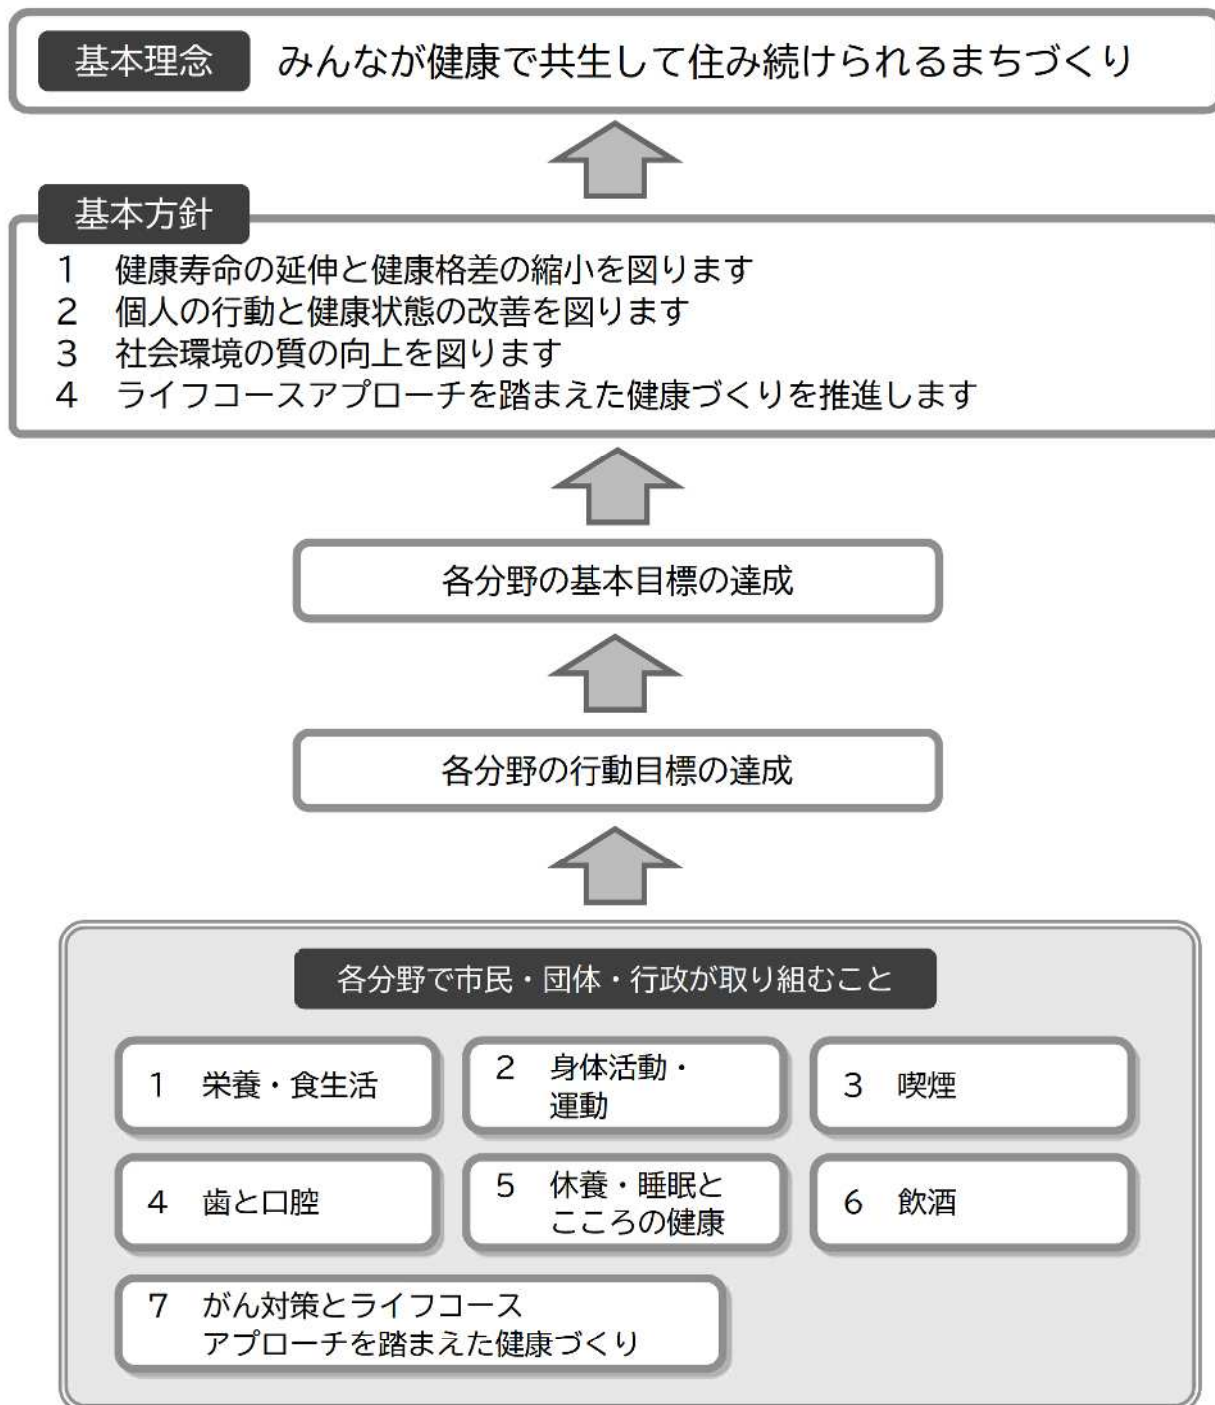 基本理念 みんなが健康で共生して住み続けられるまちづくり
基本方針
1 健康寿命の延伸と健康格差の縮小を図ります
2 個人の行動と健康状態の改善を図ります
3 社会環境の質の向上を図ります
4 ライフコースアプローチを踏まえた健康づくりを推進します
各分野の基本目標の達成
各分野の行動目標の達成
各分野で市民・団体・行政が取り組むこと
1 栄養・食生活
2 身体活動・
運動
3 喫煙
4 歯と口腔
5 休養・睡眠と
こころの健康
6 飲酒
7 がん対策とライフコース
アプローチを踏まえた健康づくり